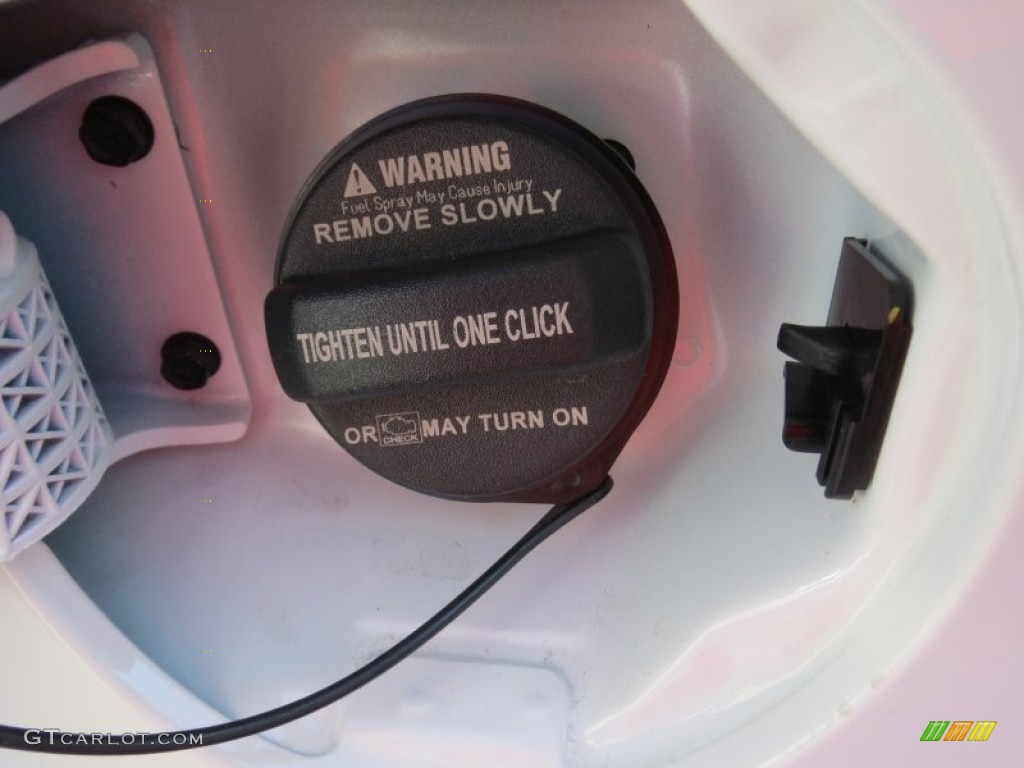 WARNING
Fuel Spray May Cause Injury
REMOVE SLOWLY
TIGHTEN UNTIL ONE CLICK
OR CHECK MAY TURN ON
GTCARLOT.COM